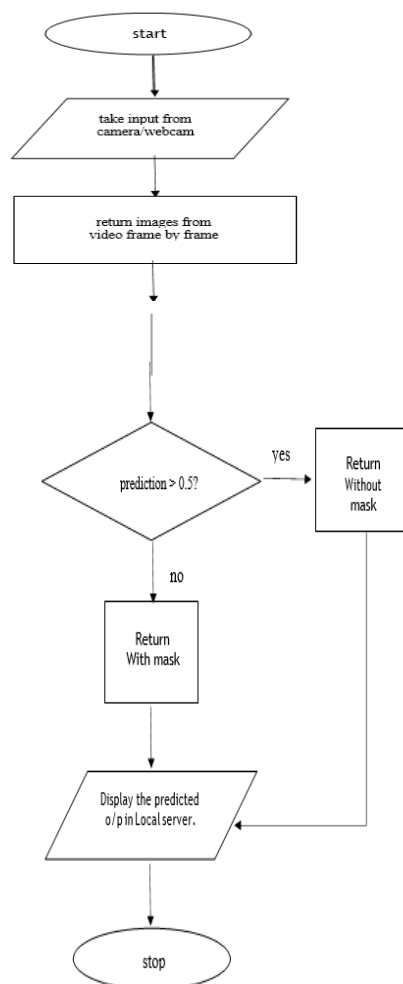 start
take input from
camera/webcam
return images from
video frame by frame
prediction > 0.5?
yes
Return
Without
mask
no
Return
With mask
Display the predicted
o/p in Local server.
stop